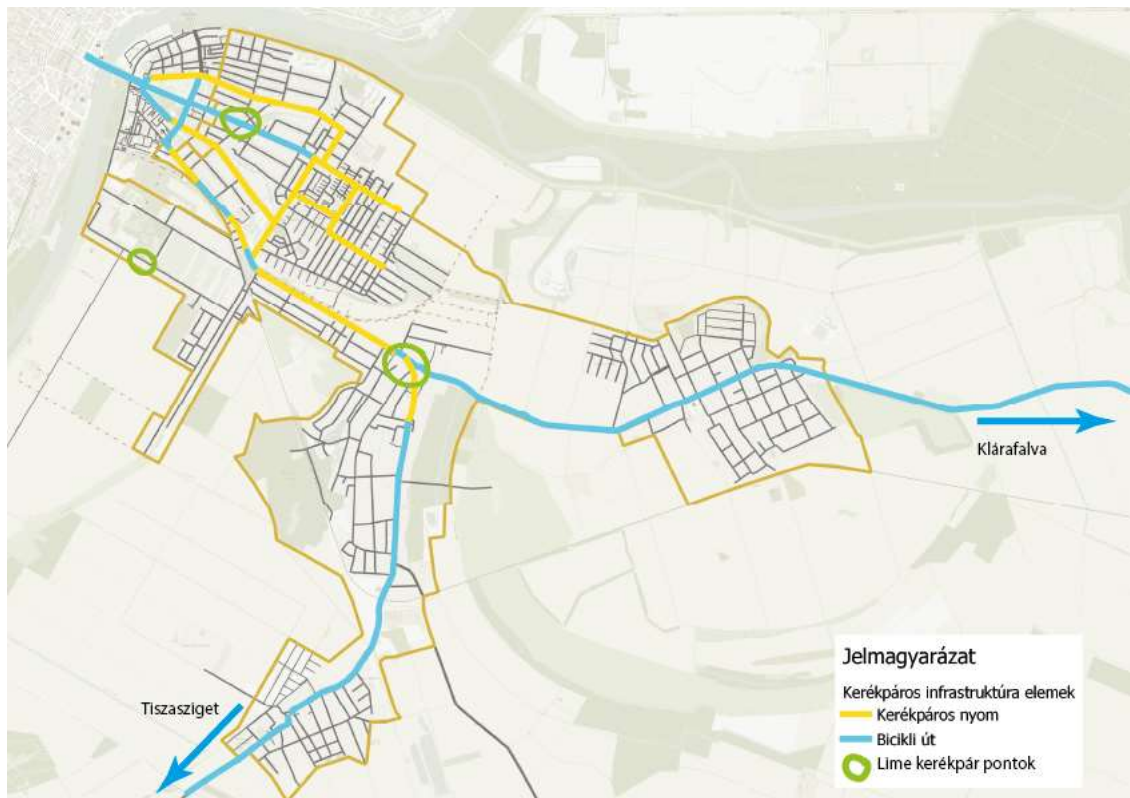 Klárafalva
Tiszasziget
Jelmagyarázat
Kerékpáros infrastruktúra elemek
Kerékpáros nyom
Bicikli út
Lime kerékpár pontok